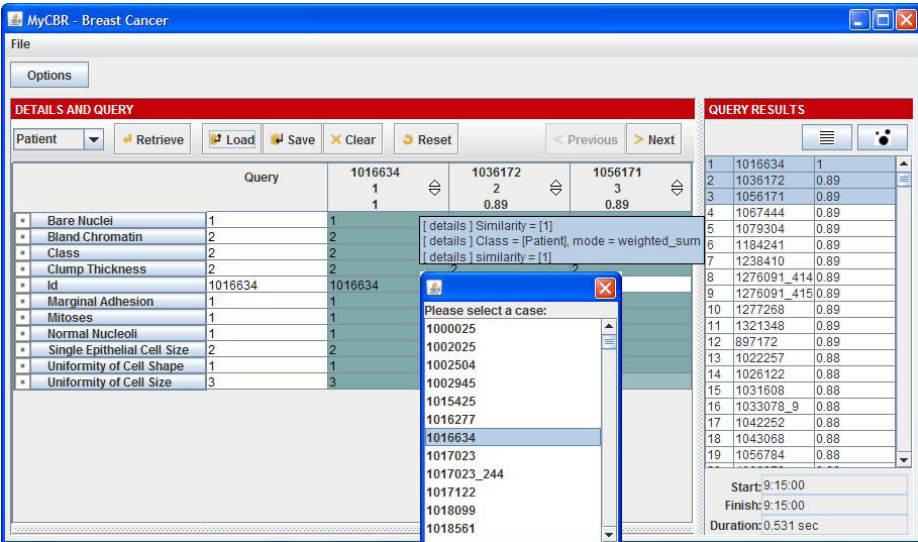 MyCBR - Breast Cancer
File
Options
DETAILS AND QUERY
Patient Retrieve Load Save Clear Reset < Previous > Next
Query 1016634 1036172 1056171
1 2 3
1 0.89 0.89
Bare Nuclei 1 1
Bland Chromatin 2 2
Class 2 2
Clump Thickness 2 2 2 2
Id 1016634 1016634
Marginal Adhesion 1 1
Mitoses 1 1
Normal Nucleoli 1 1
Single Epithelial Cell Size 2 2
Uniformity of Cell Shape 1 1
Uniformity of Cell Size 3 3
[ details ] Similarity = [1]
[ details ] Class = [Patient], mode = weighted_sum
[ details ] similarity = [1]
Please select a case:
1000025
1002025
1002504
1002945
1015425
1016277
1016634
1017023
1017023_244
1017122
1018099
1018561
QUERY RESULTS
1 1016634 1
2 1036172 0.89
3 1056171 0.89
4 1067444 0.89
5 1079304 0.89
6 1184241 0.89
7 1238410 0.89
8 1276091_414 0.89
9 1276091_415 0.89
10 1277268 0.89
11 1321348 0.89
12 897172 0.89
13 1022257 0.88
14 1026122 0.88
15 1031608 0.88
16 1033078_9 0.88
17 1042252 0.88
18 1043068 0.88
19 1056784 0.88
Start: 9:15:00
Finish: 9:15:00
Duration: 0.531 sec